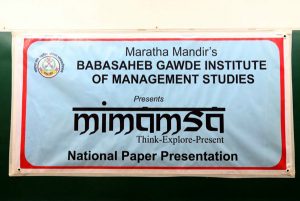 Maratha Mandir's
BABASAHEB GAWDE INSTITUTE
OF MANAGEMENT STUDIES
Presents
mimamsa
Think-Explore-Present
National Paper Presentation